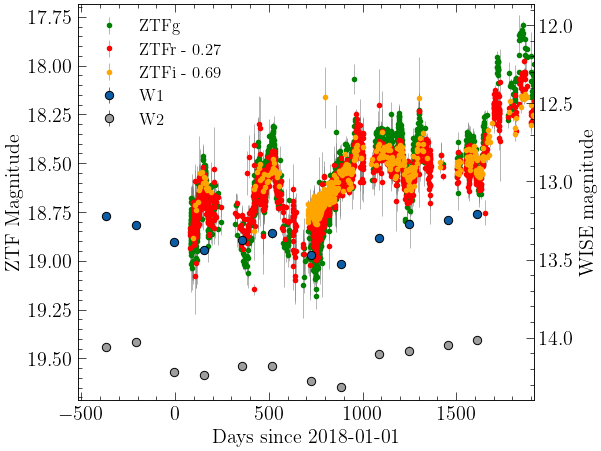 ZTFg
ZTFr - 0.27
ZTFi - 0.69
W1
W2
17.75
18.00
18.25
18.50
18.75
19.00
19.25
19.50
ZTF Magnitude
12.0
12.5
13.0
13.5
14.0
WISE magnitude
−500
0
500
1000
1500
Days since 2018-01-01